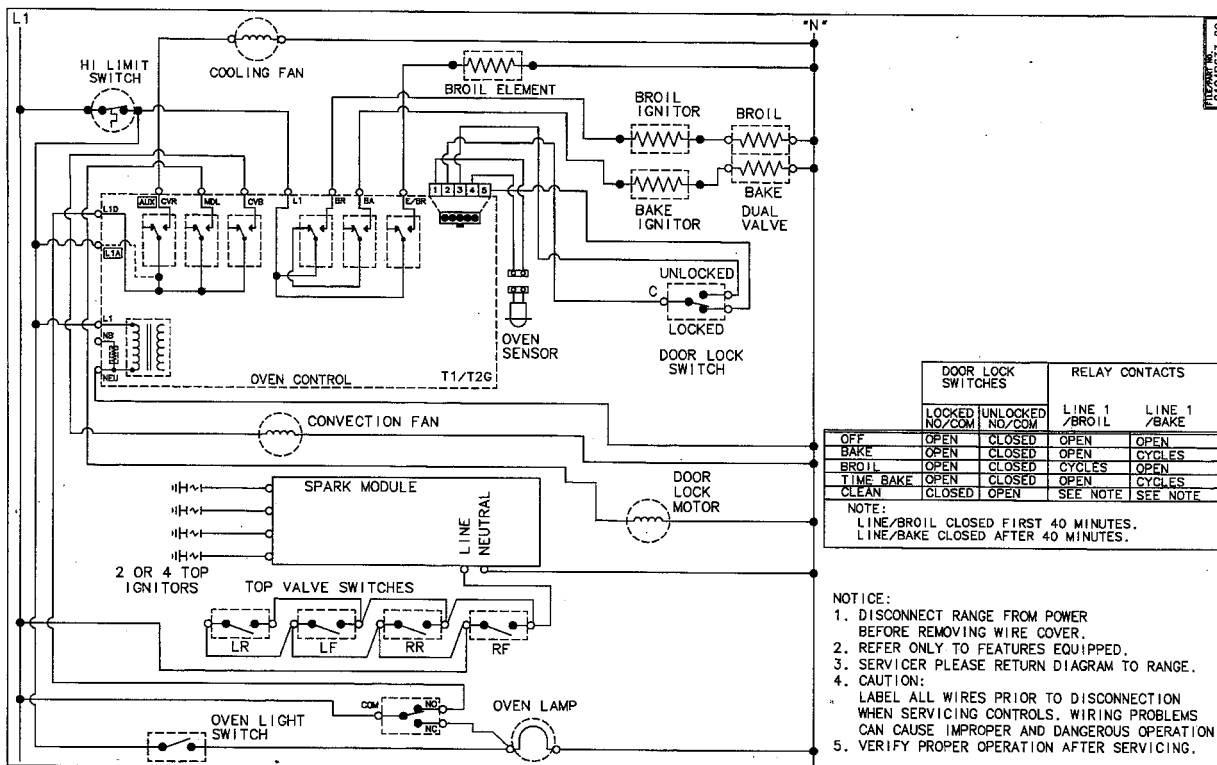 L1
"N"
COOLING FAN
HI LIMIT
SWITCH
BROIL ELEMENT
BROIL
IGNITOR
BROIL
BAKE
IGNITOR
BAKE
DUAL
VALVE
L1D
AUX
CVR
MDL
CVB
L1
BR
BA
E/BR
1 2 3 4 5
L1A
L1
NS
NEU
OVEN CONTROL
T1/T2G
OVEN
SENSOR
UNLOCKED
C
LOCKED
DOOR LOCK
SWITCH
CONVECTION FAN
SPARK MODULE
LINE
NEUTRAL
DOOR
LOCK
MOTOR
2 OR 4 TOP
IGNITORS
TOP VALVE SWITCHES
LR
LF
RR
RF
COM
NO
NC
OVEN LIGHT
SWITCH
OVEN LAMP
DOOR LOCK
SWITCHES
RELAY CONTACTS
LOCKED
NO/COM
UNLOCKED
NO/COM
LINE 1
/BROIL
LINE 1
/BAKE
OFF OPEN CLOSED OPEN OPEN
BAKE OPEN CLOSED OPEN CYCLES
BROIL OPEN CLOSED CYCLES OPEN
TIME BAKE OPEN CLOSED OPEN CYCLES
CLEAN CLOSED OPEN SEE NOTE SEE NOTE
NOTE:
LINE/BROIL CLOSED FIRST 40 MINUTES.
LINE/BAKE CLOSED AFTER 40 MINUTES.
NOTICE:
1. DISCONNECT RANGE FROM POWER
BEFORE REMOVING WIRE COVER.
2. REFER ONLY TO FEATURES EQUIPPED.
3. SERVICER PLEASE RETURN DIAGRAM TO RANGE.
4. CAUTION:
LABEL ALL WIRES PRIOR TO DISCONNECTION
WHEN SERVICING CONTROLS. WIRING PROBLEMS
CAN CAUSE IMPROPER AND DANGEROUS OPERATION
5. VERIFY PROPER OPERATION AFTER SERVICING.